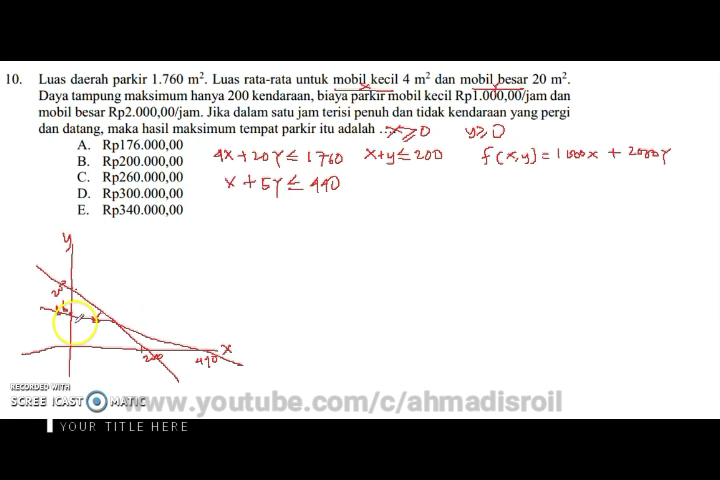 10. Luas daerah parkir 1.760 m². Luas rata-rata untuk mobil kecil 4 m² dan mobil besar 20 m².
Daya tampung maksimum hanya 200 kendaraan, biaya parkir mobil kecil Rp1.000,00/jam dan
mobil besar Rp2.000,00/jam. Jika dalam satu jam terisi penuh dan tidak kendaraan yang pergi
dan datang, maka hasil maksimum tempat parkir itu adalah ... x ≥ 0 y ≥ 0
A. Rp176.000,00
B. Rp200.000,00
C. Rp260.000,00
D. Rp300.000,00
E. Rp340.000,00
4x + 20y ≤ 1760 x+y ≤ 200 f(x,y) = 1000x + 2000y
x + 5y ≤ 440
y
200
x
200
440
RECORDED WITH
SCREENCAST MATIC
www.youtube.com/c/ahmadisroil
YOUR TITLE HERE